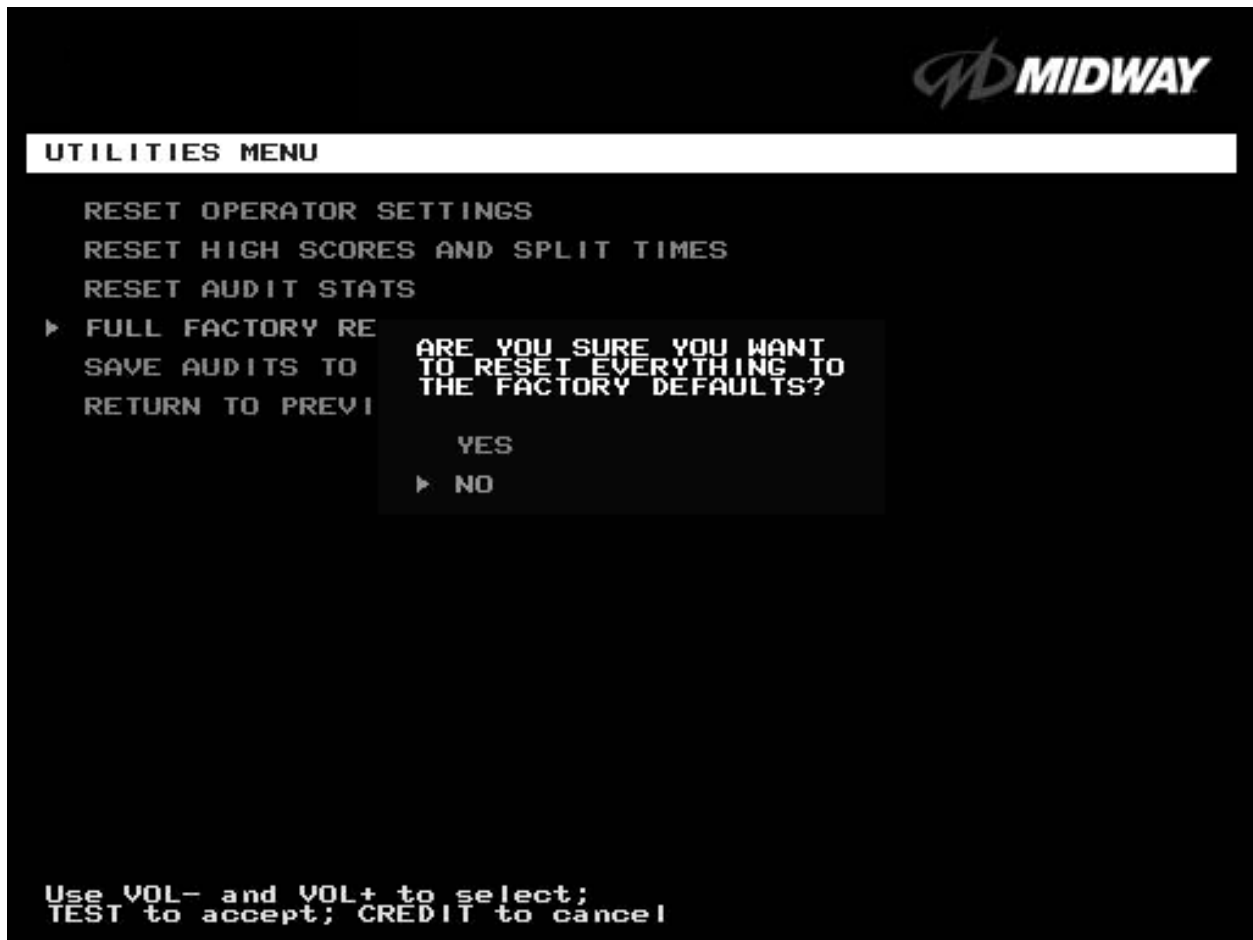 MIDWAY
UTILITIES MENU
RESET OPERATOR SETTINGS
RESET HIGH SCORES AND SPLIT TIMES
RESET AUDIT STATS
FULL FACTORY RE
SAVE AUDITS TO
RETURN TO PREVI
ARE YOU SURE YOU WANT
TO RESET EVERYTHING TO
THE FACTORY DEFAULTS?
YES
NO
Use VOL- and VOL+ to select;
TEST to accept; CREDIT to cancel